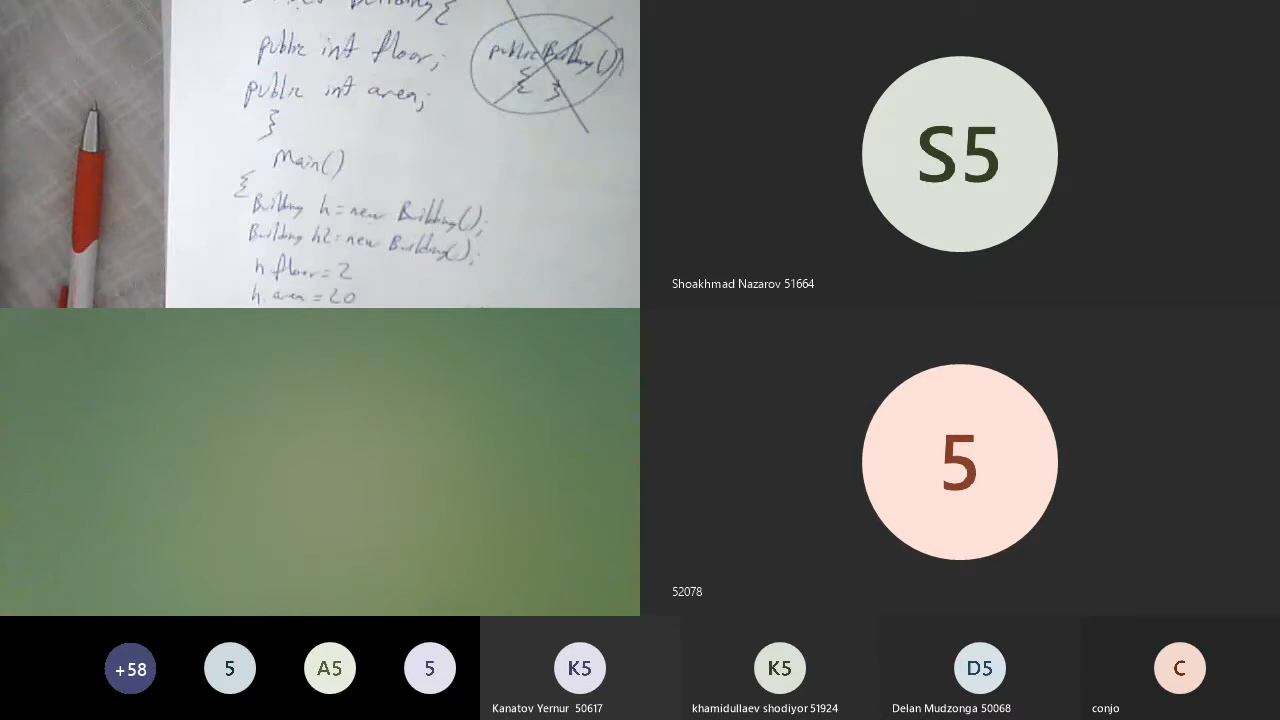 Building{
public int floor;
public int area;
}
public Building()
{ }
Main()
{
Building h = new Building();
Building h2 = new Building();
h.floor = 2
h.area = 20
S5
Shoakhmad Nazarov 51664
5
52078
+58
5
A5
5
K5
Kanatov Yernur 50617
K5
khamidullaev shodiyor 51924
D5
Delan Mudzonga 50068
C
conjo